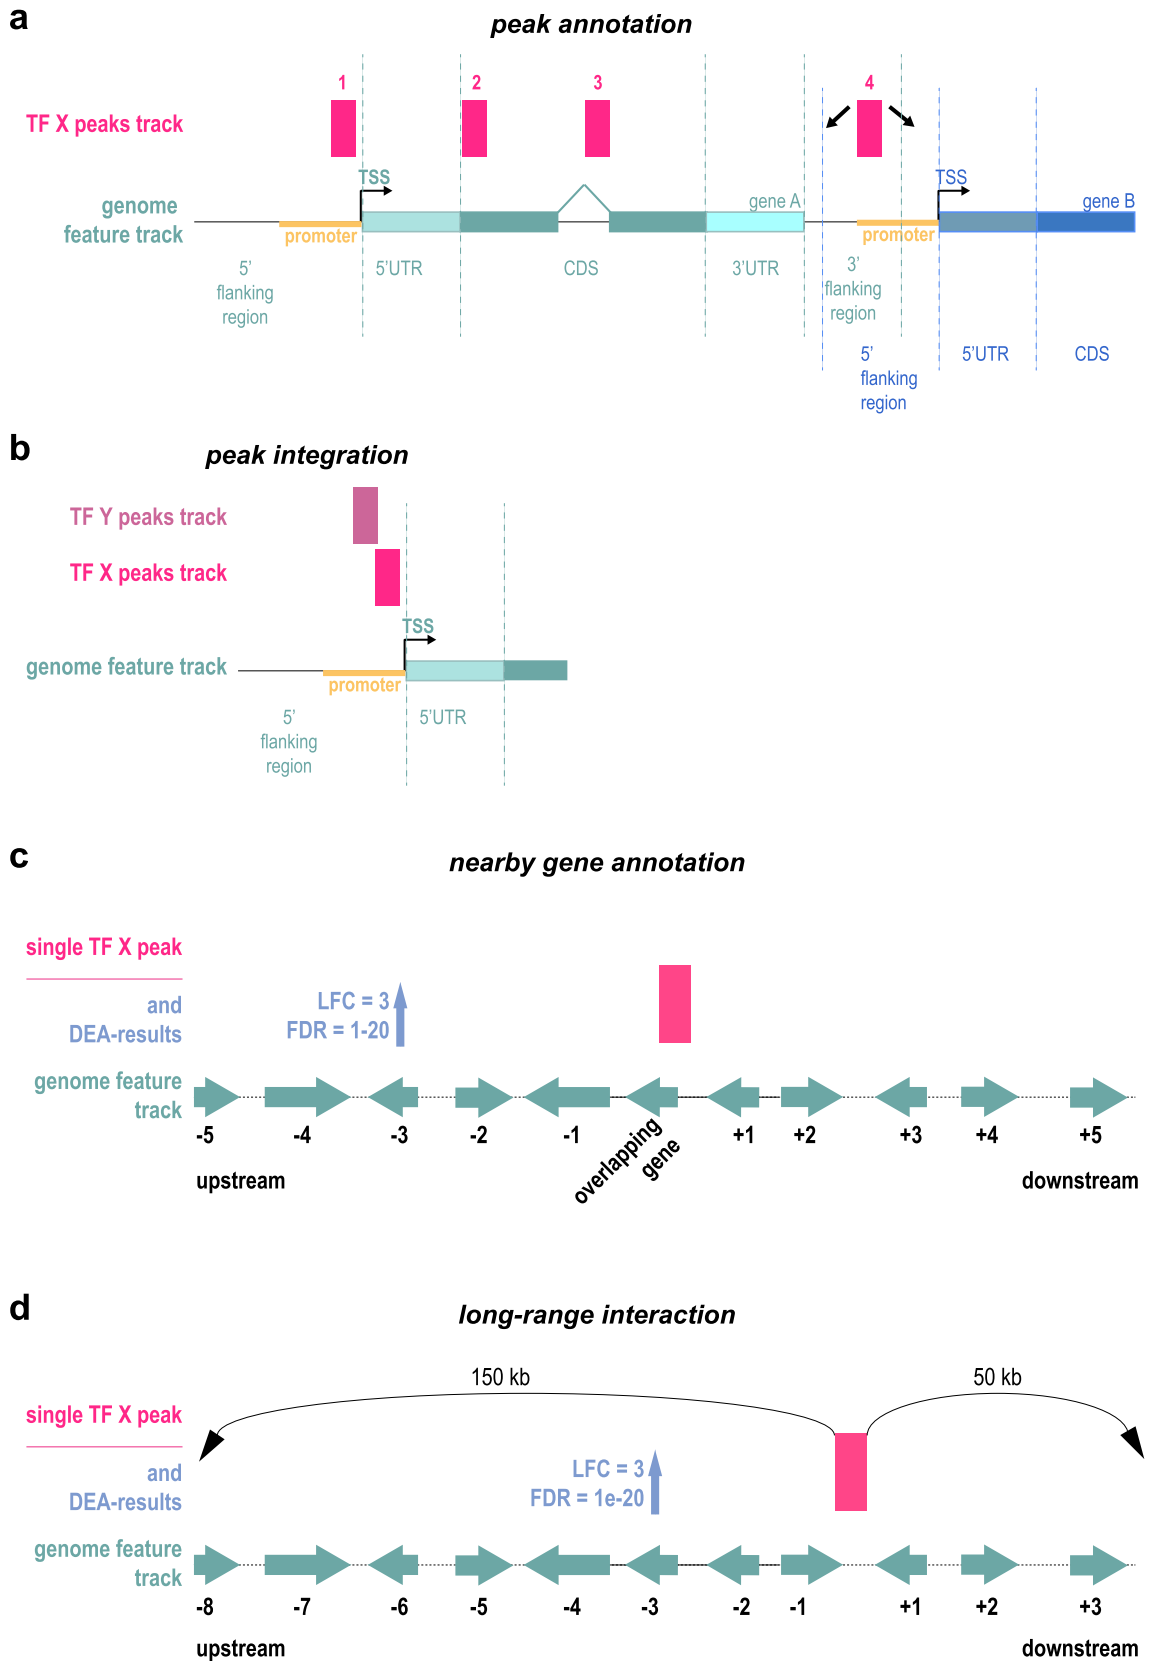 a
peak annotation
1
2
3
4
TF X peaks track
TSS
TSS
genome
feature track
gene A
gene B
promoter
promoter
5'
flanking
region
5'UTR
CDS
3'UTR
3'
flanking
region
5'
flanking
region
5'UTR
CDS
b
peak integration
TF Y peaks track
TF X peaks track
TSS
genome feature track
promoter
5'
flanking
region
5'UTR
c
nearby gene annotation
single TF X peak
and
DEA-results
LFC = 3
FDR = 1-20
genome feature
track
-5
-4
-3
-2
-1
overlapping
gene
+1
+2
+3
+4
+5
upstream
downstream
d
long-range interaction
150 kb
50 kb
single TF X peak
and
DEA-results
LFC = 3
FDR = 1e-20
genome feature
track
-8
-7
-6
-5
-4
-3
-2
-1
+1
+2
+3
upstream
downstream